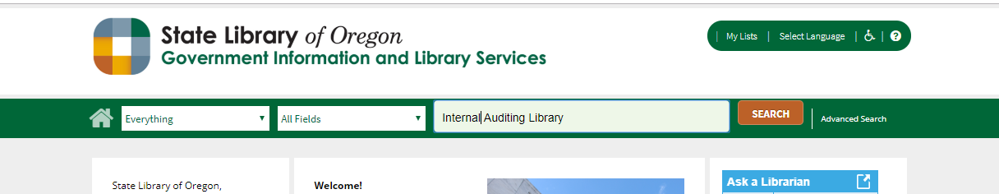 State Library of Oregon
Government Information and Library Services
My Lists | Select Language | | ?
Everything All Fields Internal Auditing Library SEARCH Advanced Search
State Library of Oregon, Welcome! Ask a Librarian